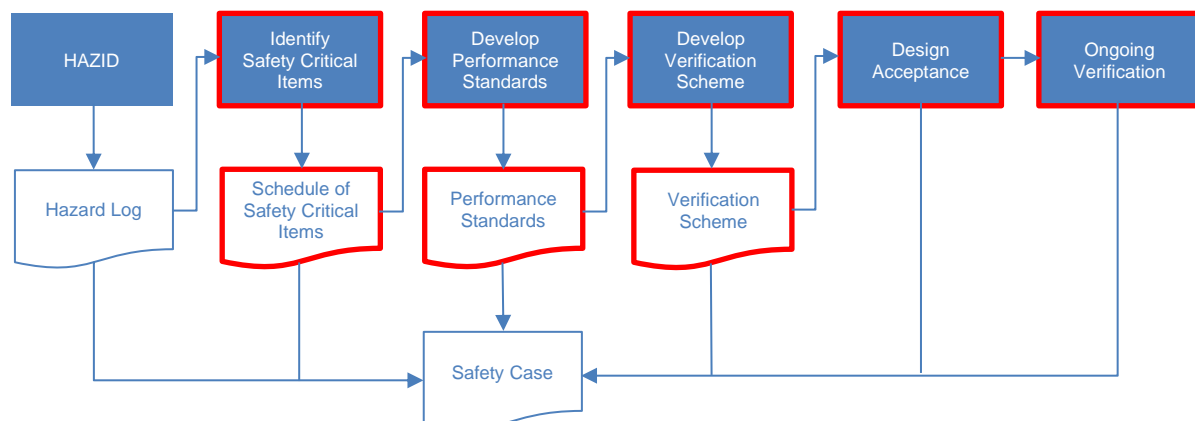 HAZID
Identify
Safety Critical
Items
Develop
Performance
Standards
Develop
Verification
Scheme
Design
Acceptance
Ongoing
Verification
Hazard Log
Schedule of
Safety Critical
Items
Performance
Standards
Verification
Scheme
Safety Case